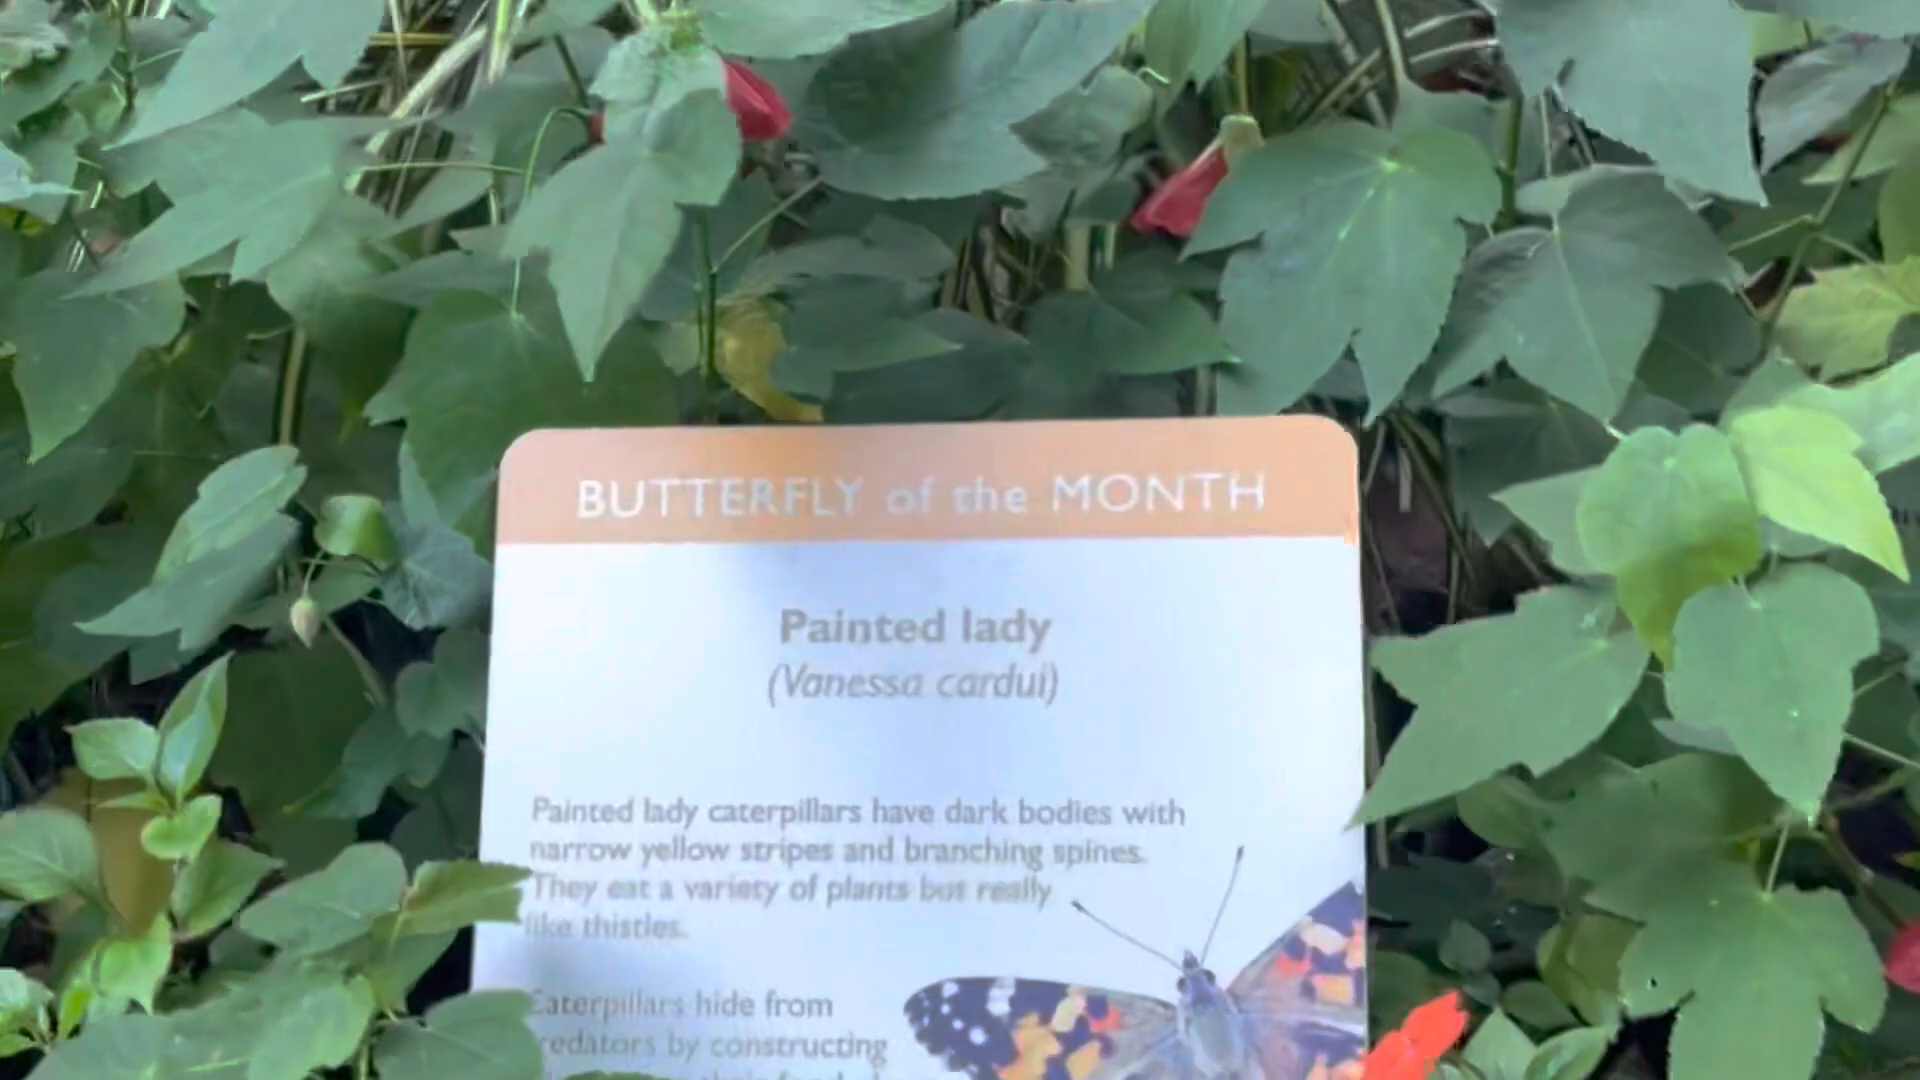 BUTTERFLY of the MONTH
Painted lady
(Vanessa cardui)
Painted lady caterpillars have dark bodies with
narrow yellow stripes and branching spines.
They eat a variety of plants but really
like thistles.
Caterpillars hide from
predators by constructing